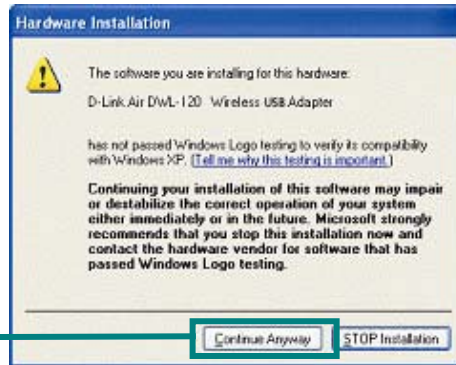 Hardware Installation
The software you are installing for this hardware:
D-Link Air DWL-120 Wireless USB Adapter
has not passed Windows Logo testing to verify its compatibility
with Windows XP. (Tell me why this testing is important.)
Continuing your installation of this software may impair
or destabilize the correct operation of your system
either immediately or in the future. Microsoft strongly
recommends that you stop this installation now and
contact the hardware vendor for software that has
passed Windows Logo testing.
Continue Anyway
STOP Installation